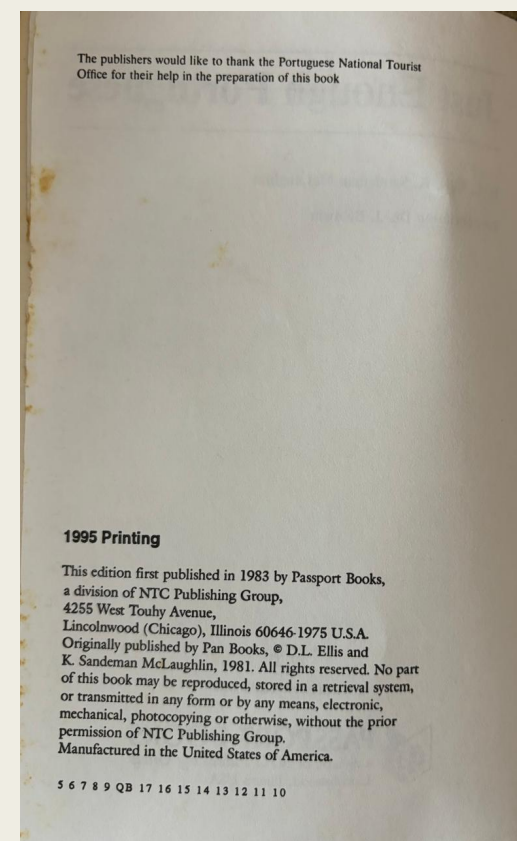 The publishers would like to thank the Portuguese National Tourist
Office for their help in the preparation of this book
1995 Printing
This edition first published in 1983 by Passport Books,
a division of NTC Publishing Group,
4255 West Touhy Avenue,
Lincolnwood (Chicago), Illinois 60646-1975 U.S.A.
Originally published by Pan Books, © D.L. Ellis and
K. Sandeman McLaughlin, 1981. All rights reserved. No part
of this book may be reproduced, stored in a retrieval system,
or transmitted in any form or by any means, electronic,
mechanical, photocopying or otherwise, without the prior
permission of NTC Publishing Group.
Manufactured in the United States of America.
5 6 7 8 9 QB 17 16 15 14 13 12 11 10